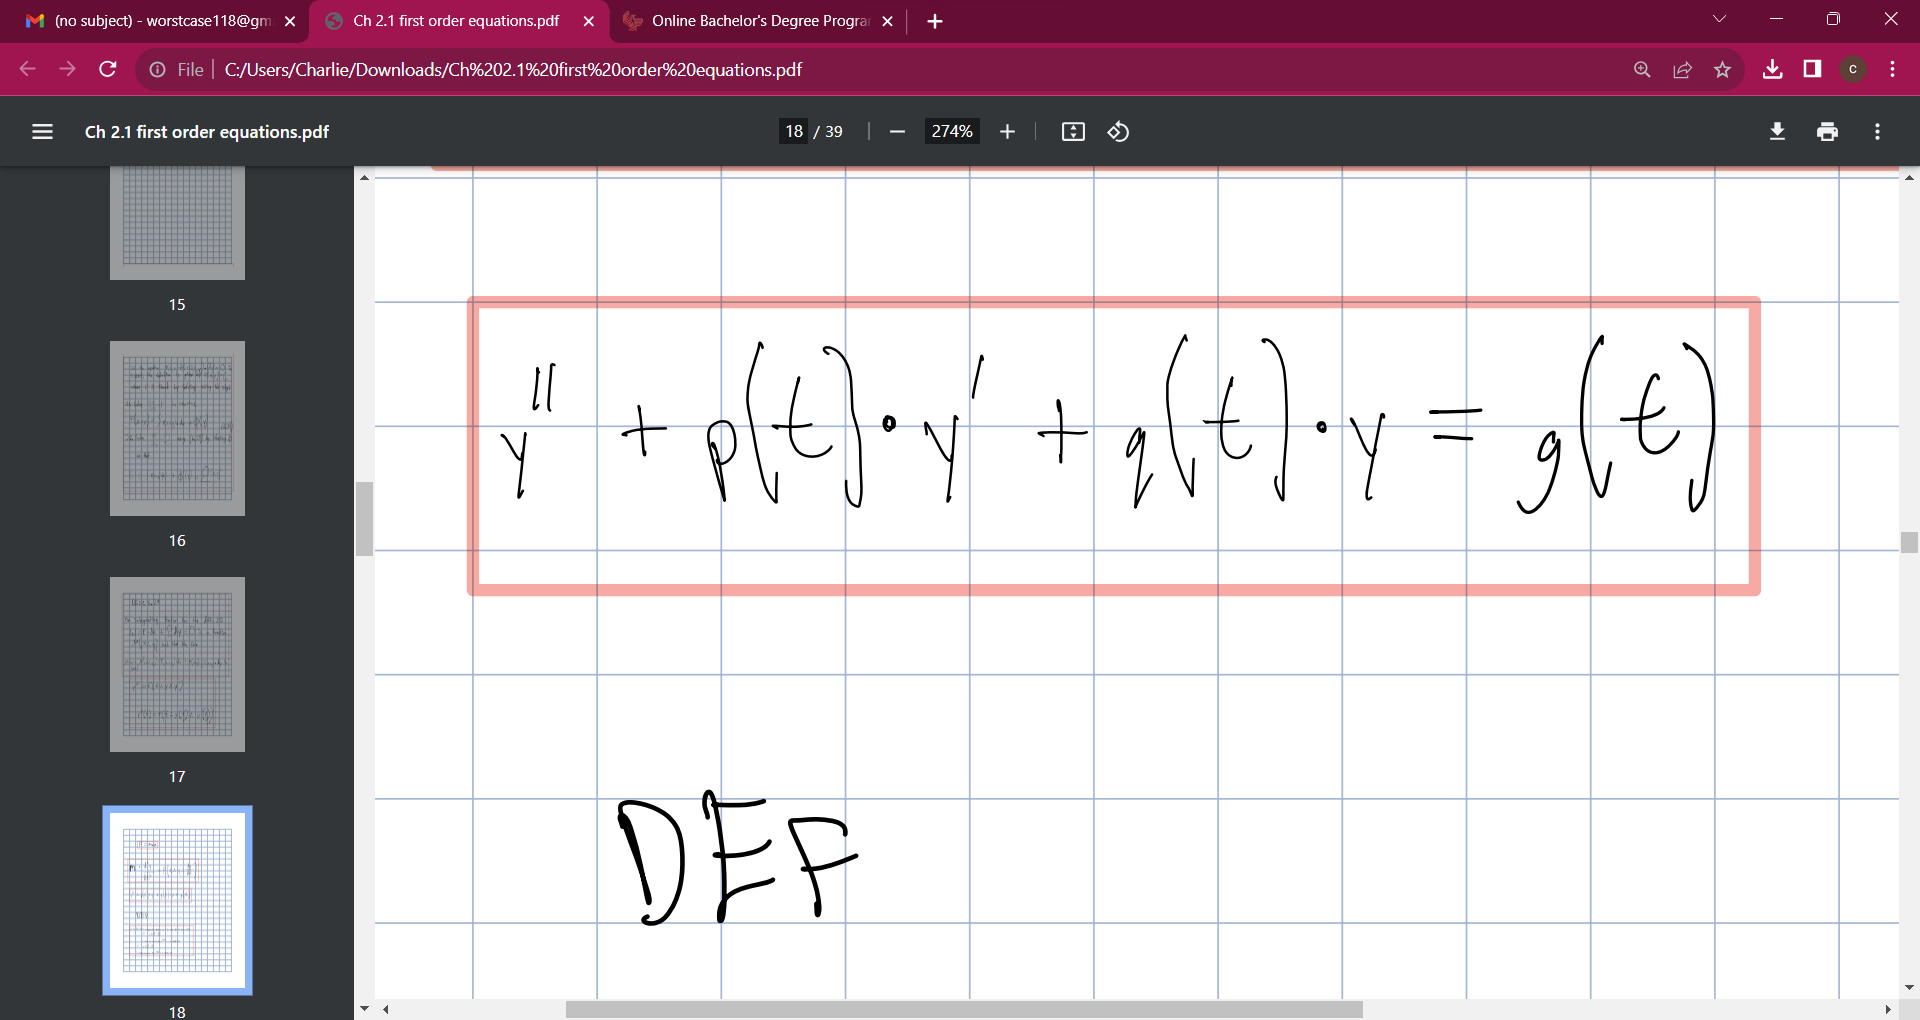 (no subject) - worstcase118@gm
Ch 2.1 first order equations.pdf
Online Bachelor's Degree Progra
File
C:/Users/Charlie/Downloads/Ch%202.1%20first%20order%20equations.pdf
c
Ch 2.1 first order equations.pdf
18 / 39
274%
15
16
17
18
y'' + p(t) • y' + q(t) • y = g(t)
DEF